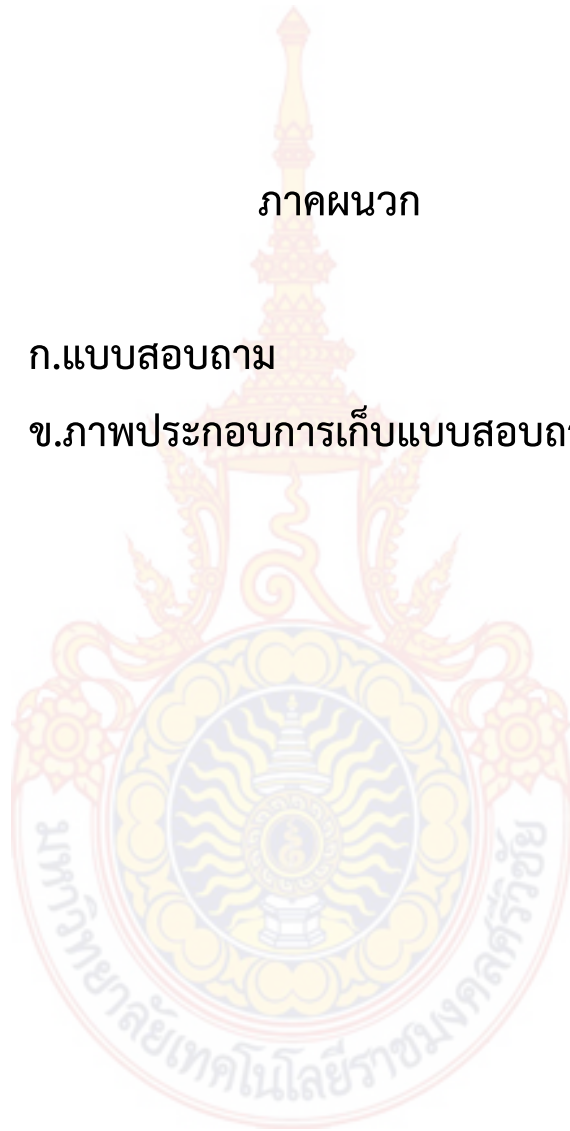 ภาคผนวก
ก.แบบสอบถาม
ข.ภาพประกอบการเก็บแบบสอบถ
มหาวิทยาลัยเทคโนโลยีราชมงคลศรีวิชัย